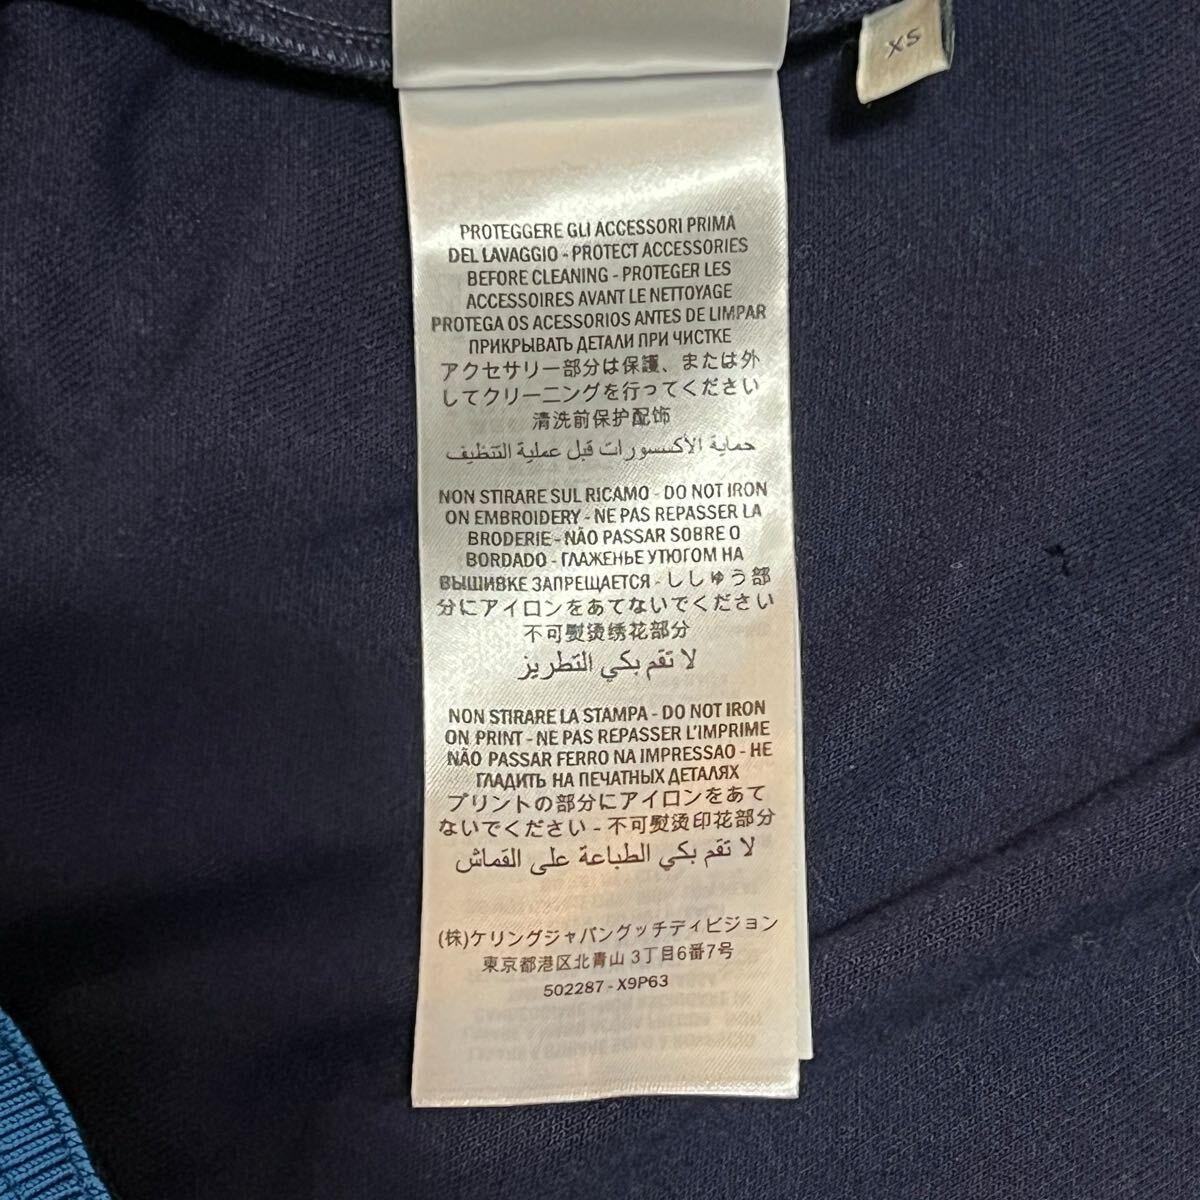 XS
PROTEGGERE GLI ACCESSORI PRIMA
DEL LAVAGGIO - PROTECT ACCESSORIES
BEFORE CLEANING - PROTEGER LES
ACCESSOIRES AVANT LE NETTOYAGE
PROTEGA OS ACESSORIOS ANTES DE LIMPAR
ПРИКРЫВАТЬ ДЕТАЛИ ПРИ ЧИСТКЕ
アクセサリー部分は保護、または外
してクリーニングを行ってください
清洗前保护配饰
حماية الأكسسورات قبل عملية التنظيف
NON STIRARE SUL RICAMO - DO NOT IRON
ON EMBROIDERY - NE PAS REPASSER LA
BRODERIE - NÃO PASSAR SOBRE O
BORDADO - ГЛАЖЕНЬЕ УТЮГОМ НА
ВЫШИВКЕ ЗАПРЕЩАЕТСЯ - ししゅう部
分にアイロンをあてないでください
不可熨烫绣花部分
لا تقم بكي التطريز
NON STIRARE LA STAMPA - DO NOT IRON
ON PRINT - NE PAS REPASSER L'IMPRIME
NÃO PASSAR FERRO NA IMPRESSAO - НЕ
ГЛАДИТЬ НА ПЕЧАТНЫХ ДЕТАЛЯХ
プリントの部分にアイロンをあて
ないでください - 不可熨烫印花部分
لا تقم بكي الطباعة على القماش
(株)ケリングジャパングッチディビジョン
東京都港区北青山 3丁目6番7号
502287 - X9P63